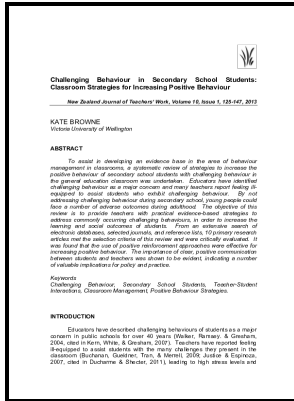 Challenging Behaviour in Secondary School Students:
Classroom Strategies for Increasing Positive Behaviour
New Zealand Journal of Teachers' Work, Volume 10, Issue 1, 125-147, 2013
KATE BROWNE
Victoria University of Wellington
ABSTRACT
To assist in developing an evidence base in the area of behaviour
management in classrooms, a systematic review of strategies to increase the
positive behaviour of secondary school students with challenging behaviour in
the general education classroom was undertaken. Educators have identified
challenging behaviour as a major concern and many teachers report feeling ill-
equipped to assist students who exhibit challenging behaviour. By not
addressing challenging behaviour during secondary school, young people could
face a number of adverse outcomes during adulthood. The objective of this
review is to provide teachers with practical evidence-based strategies to
address commonly occurring challenging behaviours, in order to increase the
learning and social outcomes of students. From an extensive search of
electronic databases, selected journals, and reference lists, 10 primary research
articles met the selection criteria of this review and were critically evaluated. It
was found that the use of positive reinforcement approaches were effective for
increasing positive behaviour. The importance of clear, positive communication
between students and teachers was shown to be evident, indicating a number
of valuable implications for policy and practice.
Keywords
Challenging Behaviour, Secondary School Students, Teacher-Student
Interactions, Classroom Management, Positive Behaviour Strategies.
INTRODUCTION
Educators have described challenging behaviours of students as a major
concern in public schools for over 40 years (Walker, Ramsey, & Gresham,
2004, cited in Kern, White, & Gresham, 2007). Teachers have reported feeling
ill-equipped to assist students with the many challenges they present in the
classroom (Buchanan, Gueldner, Tran, & Merrell, 2009; Justice & Espinoza,
2007, cited in Ducharme & Shecter, 2011), leading to high stress levels and